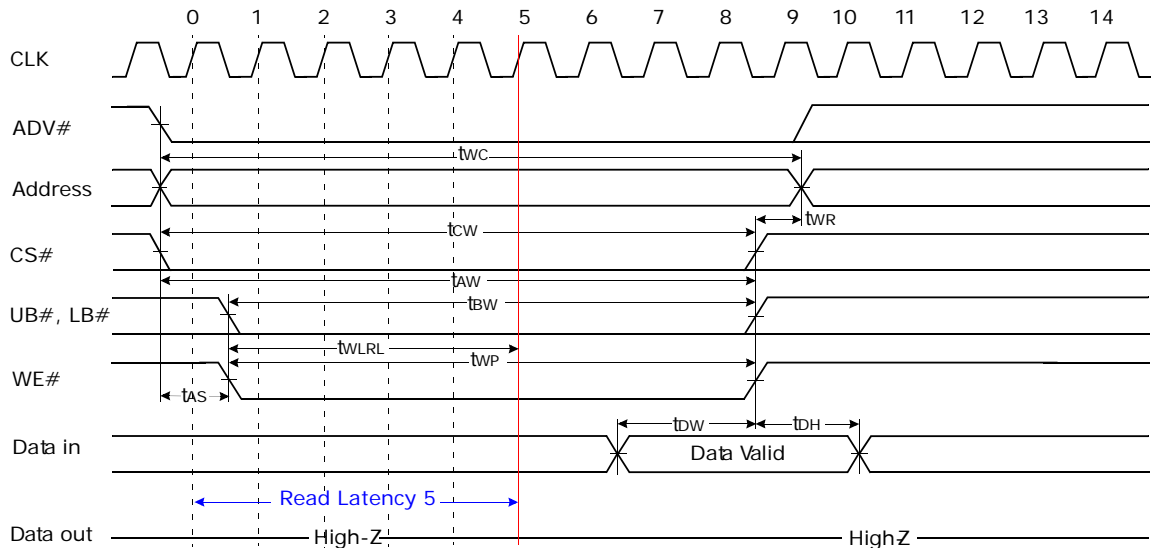 0 1 2 3 4 5 6 7 8 9 10 11 12 13 14
CLK
ADV#
tWC
Address
tWR
tCW
CS#
tAW
tBW
UB#, LB#
tWLRL
tWP
WE#
tAS
tDW
tDH
Data in
Data Valid
Read Latency 5
Data out
High-Z
High-Z